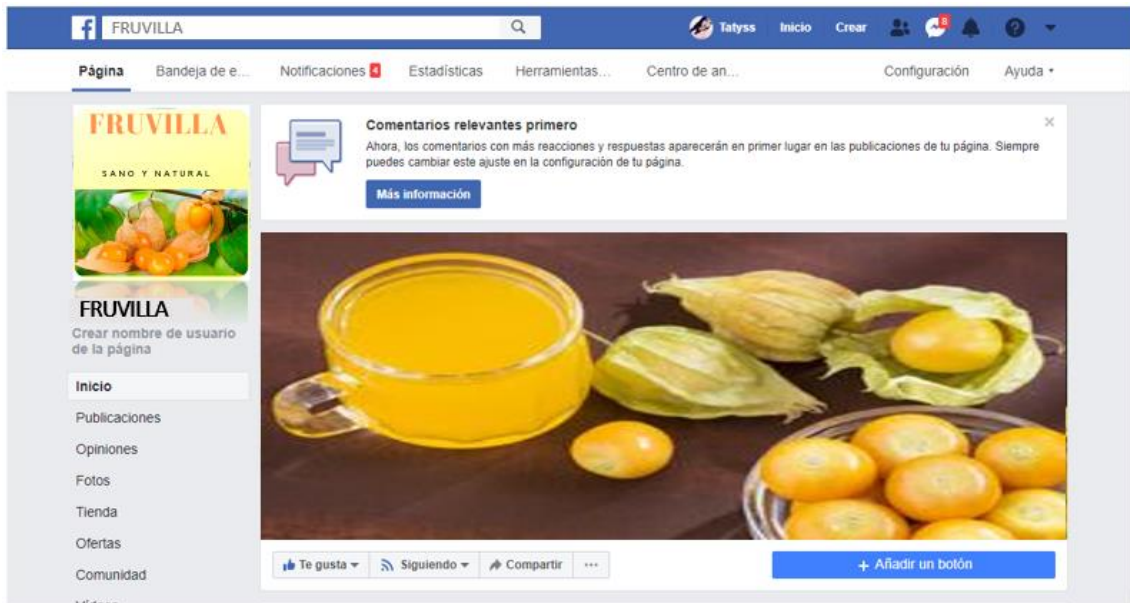 FRUVILLA
Tatyss
Inicio
Crear
8
Página
Bandeja de e...
Notificaciones 4
Estadísticas
Herramientas...
Centro de an...
Configuración
Ayuda
FRUVILLA
SANO Y NATURAL
FRUVILLA
Crear nombre de usuario
de la página
Inicio
Publicaciones
Opiniones
Fotos
Tienda
Ofertas
Comunidad
Vídeos
Comentarios relevantes primero
Ahora, los comentarios con más reacciones y respuestas aparecerán en primer lugar en las publicaciones de tu página. Siempre
puedes cambiar este ajuste en la configuración de tu página.
Más información
Te gusta
Siguiendo
Compartir
+ Añadir un botón